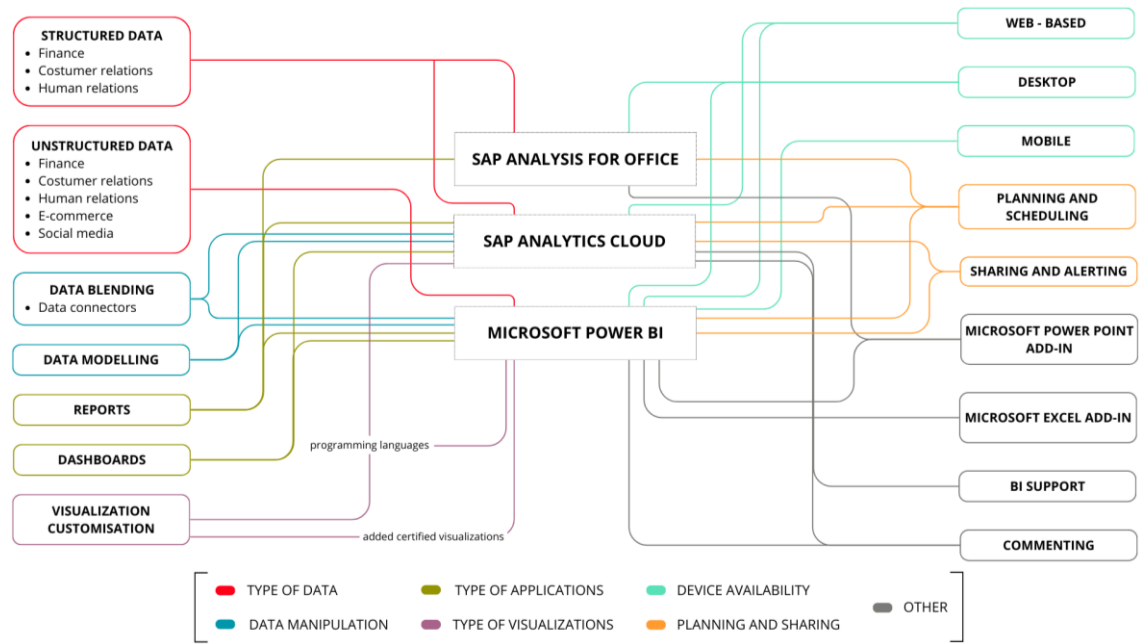 STRUCTURED DATA
• Finance
• Costumer relations
• Human relations
UNSTRUCTURED DATA
• Finance
• Costumer relations
• Human relations
• E-commerce
• Social media
DATA BLENDING
• Data connectors
DATA MODELLING
REPORTS
DASHBOARDS
VISUALIZATION
CUSTOMISATION
SAP ANALYSIS FOR OFFICE
SAP ANALYTICS CLOUD
MICROSOFT POWER BI
programming languages
added certified visualizations
WEB - BASED
DESKTOP
MOBILE
PLANNING AND
SCHEDULING
SHARING AND ALERTING
MICROSOFT POWER POINT
ADD-IN
MICROSOFT EXCEL ADD-IN
BI SUPPORT
COMMENTING
TYPE OF DATA
TYPE OF APPLICATIONS
DEVICE AVAILABILITY
OTHER
DATA MANIPULATION
TYPE OF VISUALIZATIONS
PLANNING AND SHARING